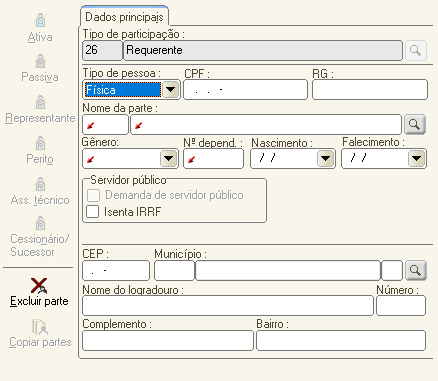 Ativa
Passiva
Representante
Perito
Ass. técnico
Cessionário/
Sucessor
Excluir parte
Copiar partes
Dados principais
Tipo de participação :
26 Requerente
Tipo de pessoa : CPF : RG :
Física . . -
Nome da parte :
Gênero: Nº depend. : Nascimento : Falecimento :
/ / / /
Servidor público
Demanda de servidor público
Isenta IRRF
CEP : Município :
. -
Nome do logradouro : Número :
Complemento : Bairro :